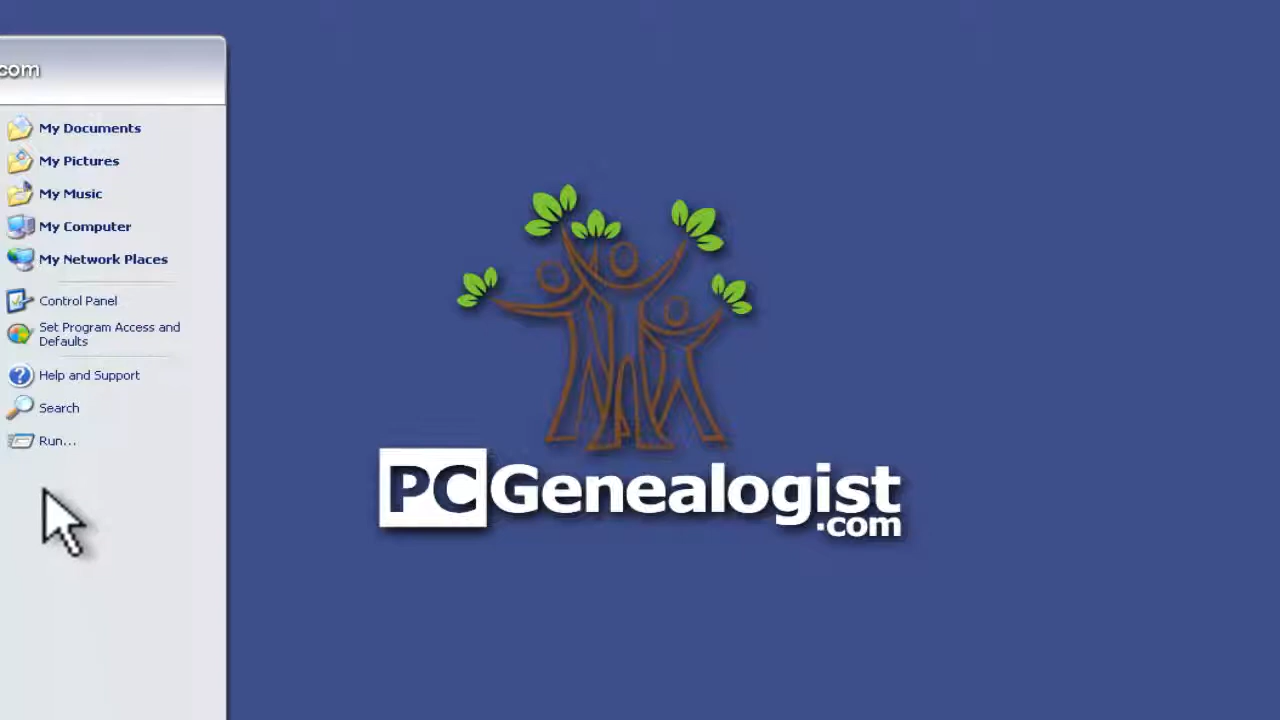 com
My Documents
My Pictures
My Music
My Computer
My Network Places
Control Panel
Set Program Access and
Defaults
Help and Support
Search
Run...
PCGenealogist
.com